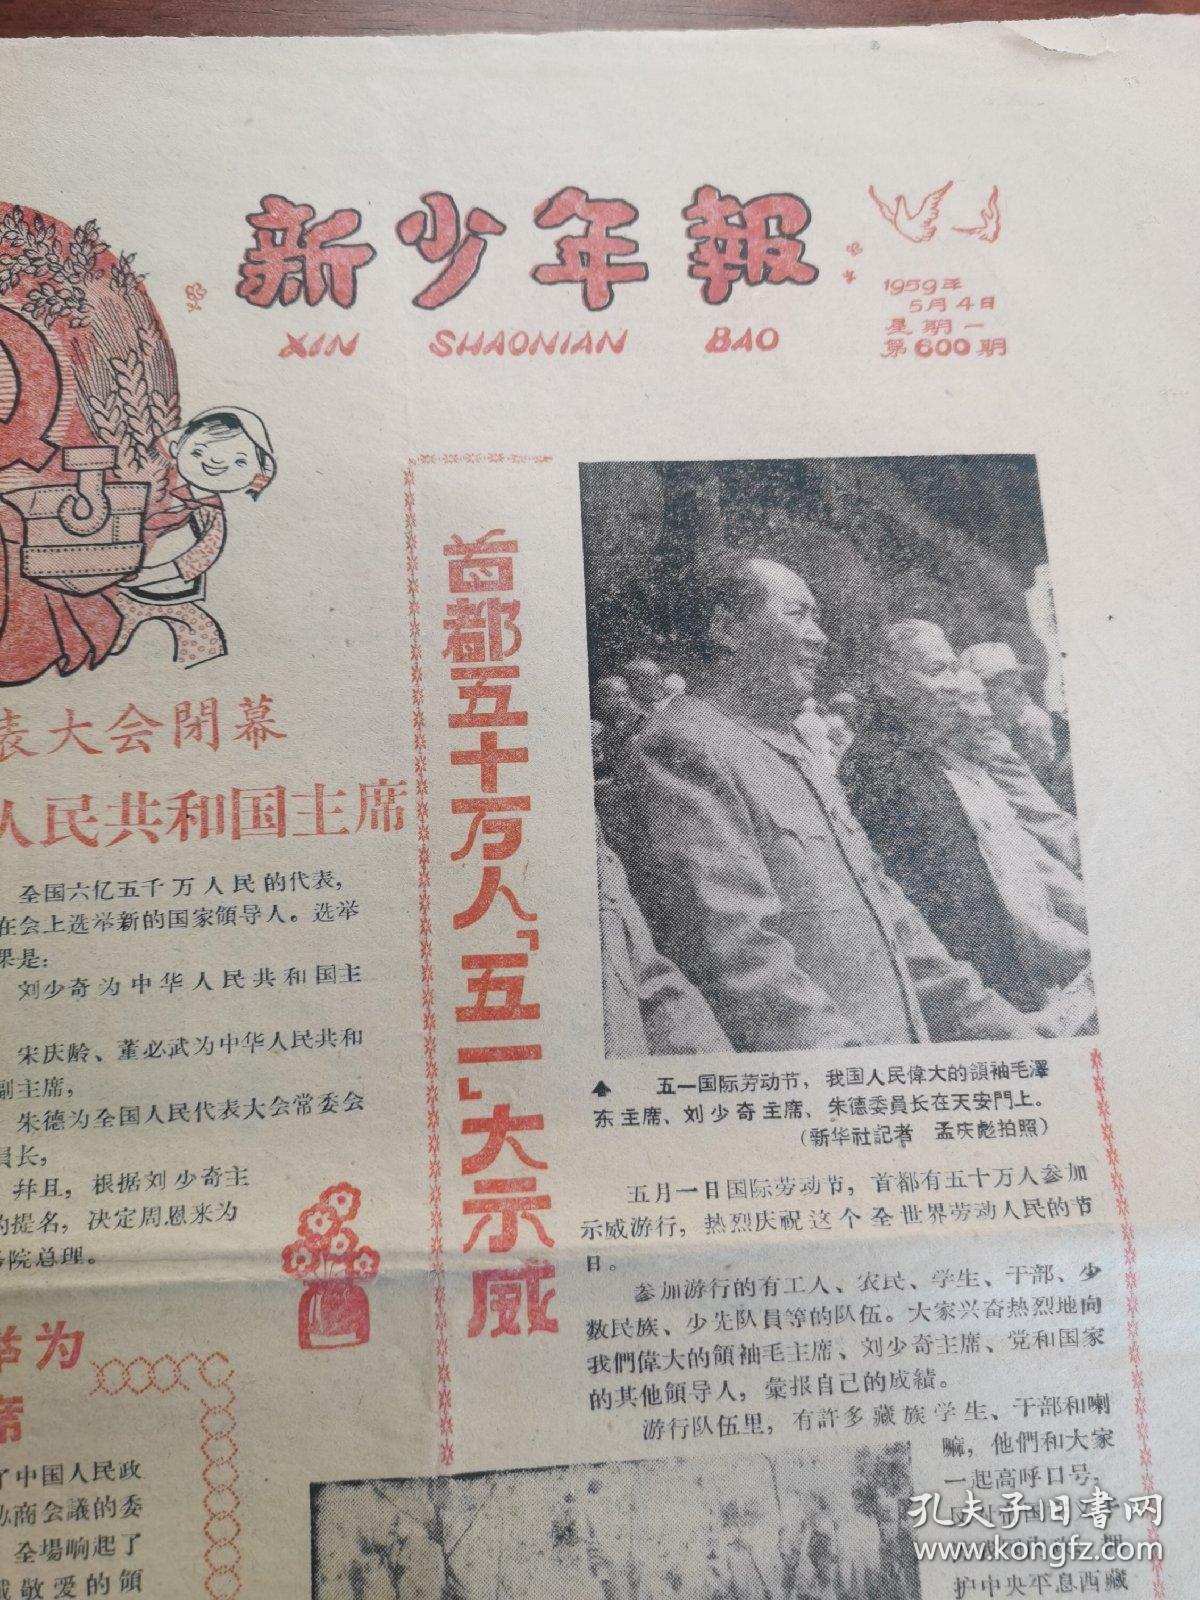 新少年報
XIN SHAONIAN BAO
1959年
5月4日
星期一
第600期
表大会閉幕
人民共和国主席
全国六亿五千万人民的代表，
在会上选举新的国家領导人。选举
果是：
刘少奇为中华人民共和国主
宋庆龄、董必武为中华人民共和
副主席，
朱德为全国人民代表大会常委会
員长，
幷且，根据刘少奇主
的提名，决定周恩来为
务院总理。
举为
席
了中国人民政
协商会議的委
全場响起了
敬爱的領
首都五十万人「五一」大示威
五一国际劳动节，我国人民偉大的領袖毛澤
东主席、刘少奇主席、朱德委員长在天安門上。
（新华社記者 孟庆彪拍照）
五月一日国际劳动节，首都有五十万人参加
示威游行，热烈庆祝这个全世界劳动人民的节
日。
参加游行的有工人、农民、学生、干部、少
数民族、少先队員等的队伍。大家兴奋热烈地向
我們偉大的領袖毛主席、刘少奇主席、党和国家
的其他領导人，彙报自己的成績。
游行队伍里，有許多藏族学生、干部和喇
嘛，他們和大家
一起高呼口号，
护中央平息西藏
孔夫子旧書网
www.kongfz.com